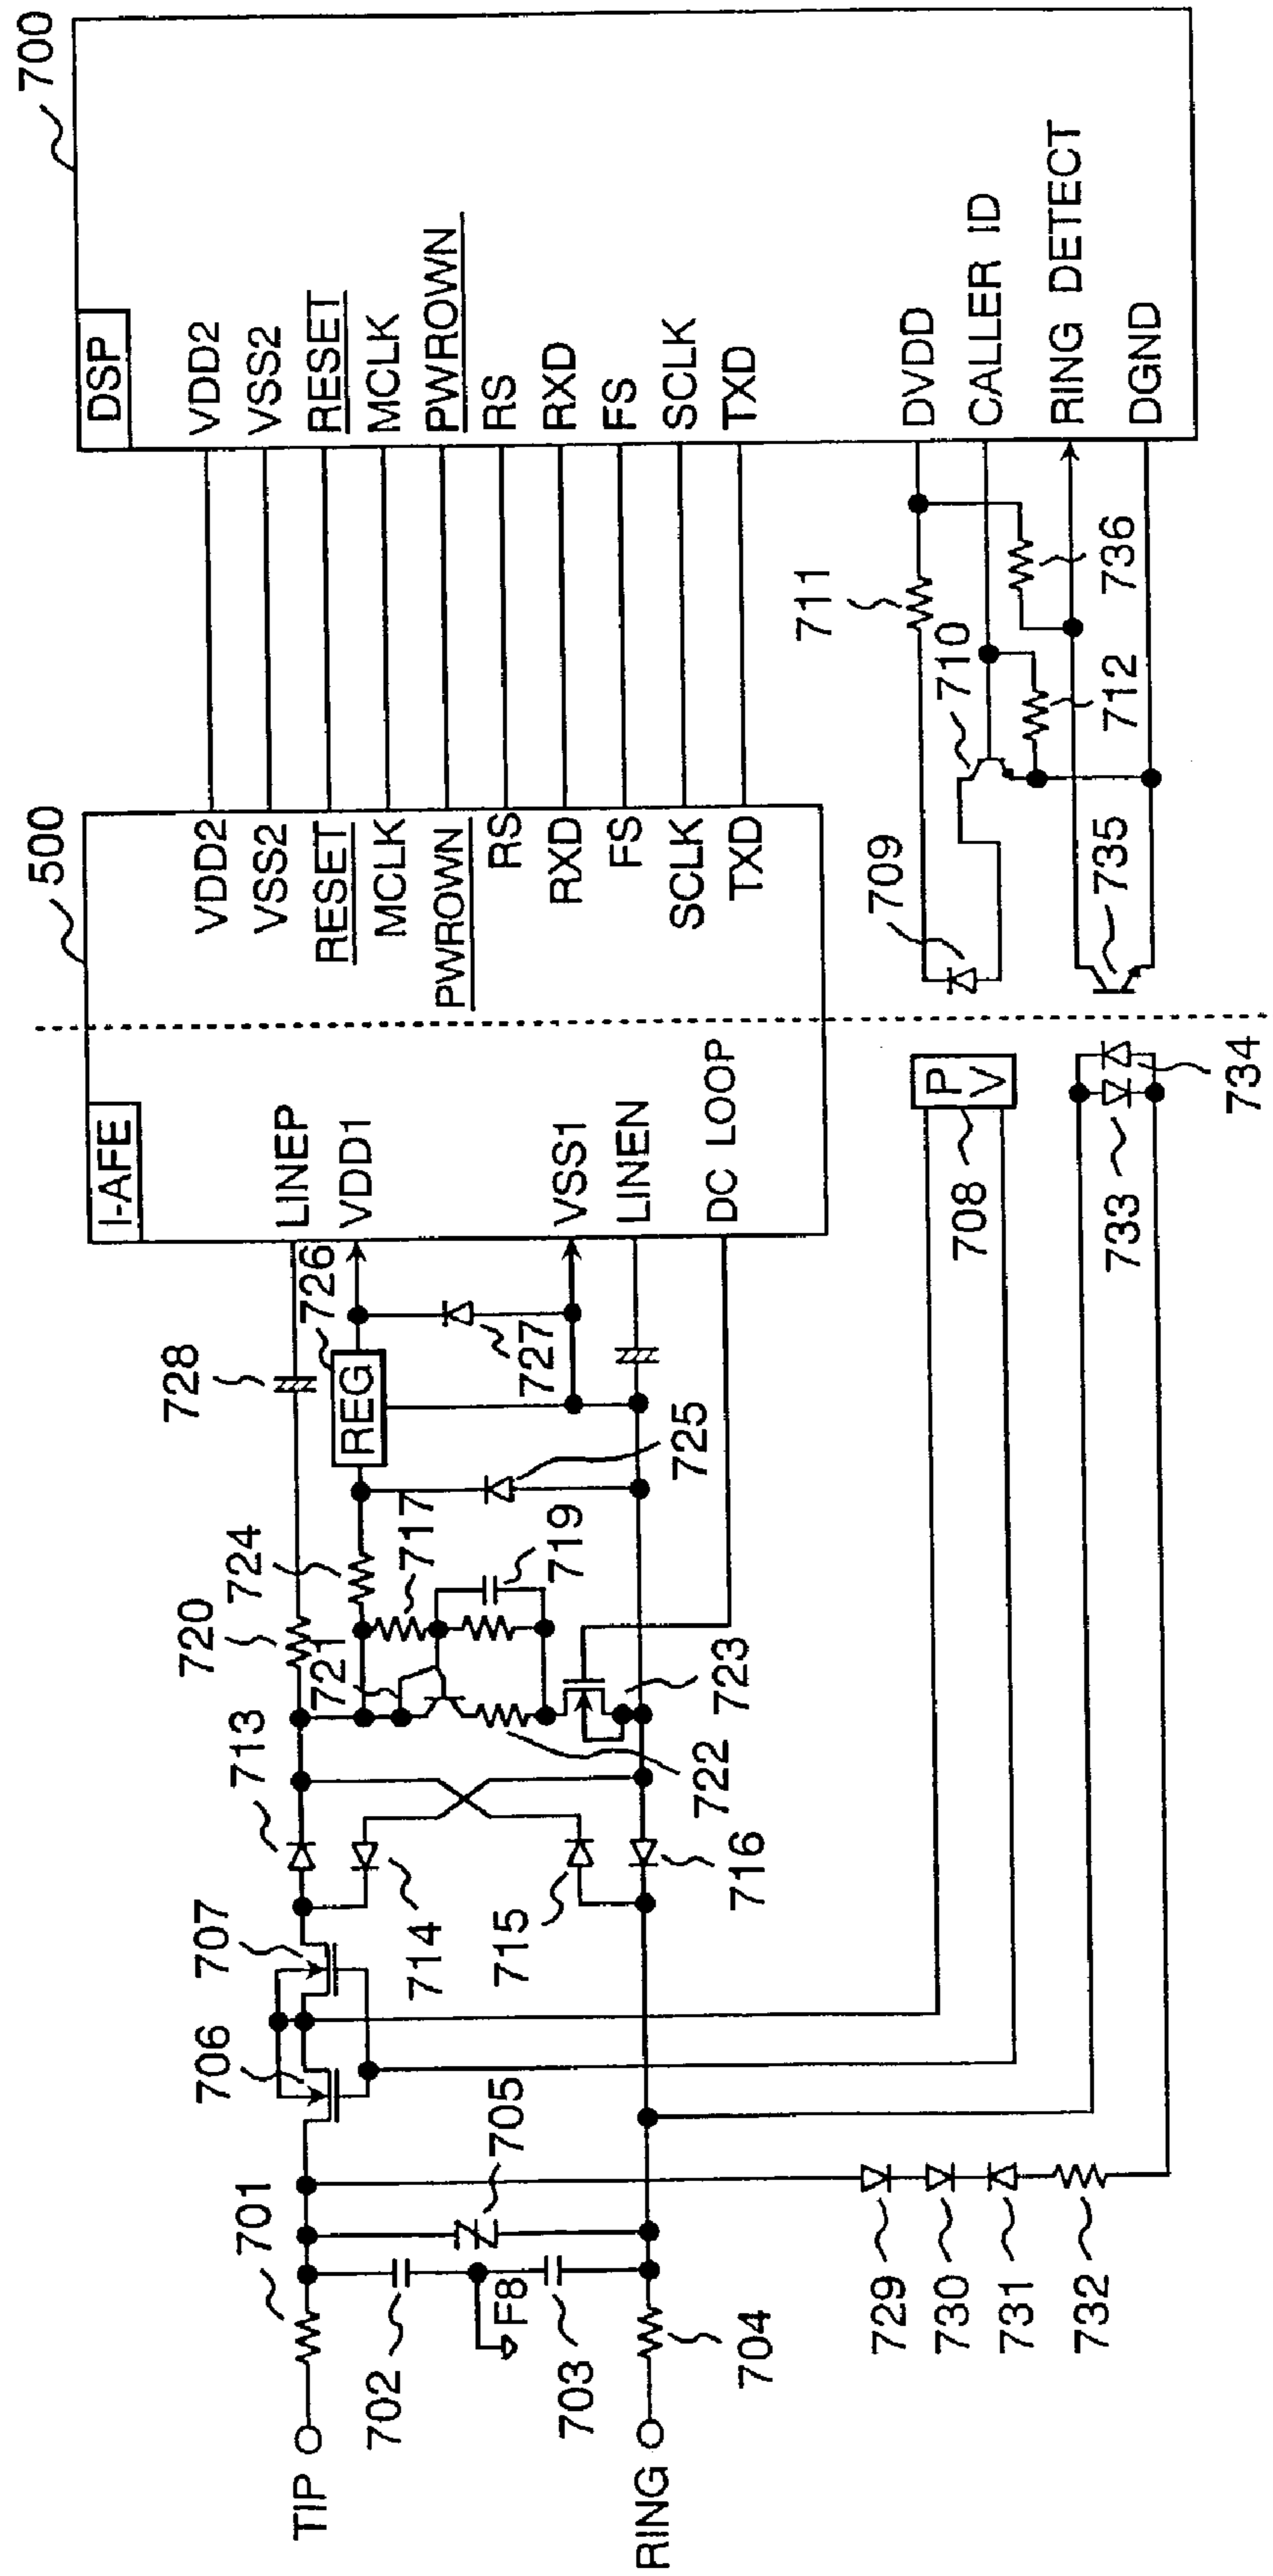 700
DSP
VDD2
VSS2
RESET
MCLK
PWROWN
RS
RXD
FS
SCLK
TXD
DVDD
CALLER ID
RING DETECT
DGND
711
710
736
712
500
VDD2
VSS2
RESET
MCLK
PWROWN
RS
RXD
FS
SCLK
TXD
709
735
I-AFE
LINEP
VDD1
VSS1
LINEN
DC LOOP
P
V
708
733
734
728
726
REG
727
725
720
724
717
719
721
723
722
713
714
715
716
707
706
705
701
702
F8
703
704
729
730
731
732
TIP
RING